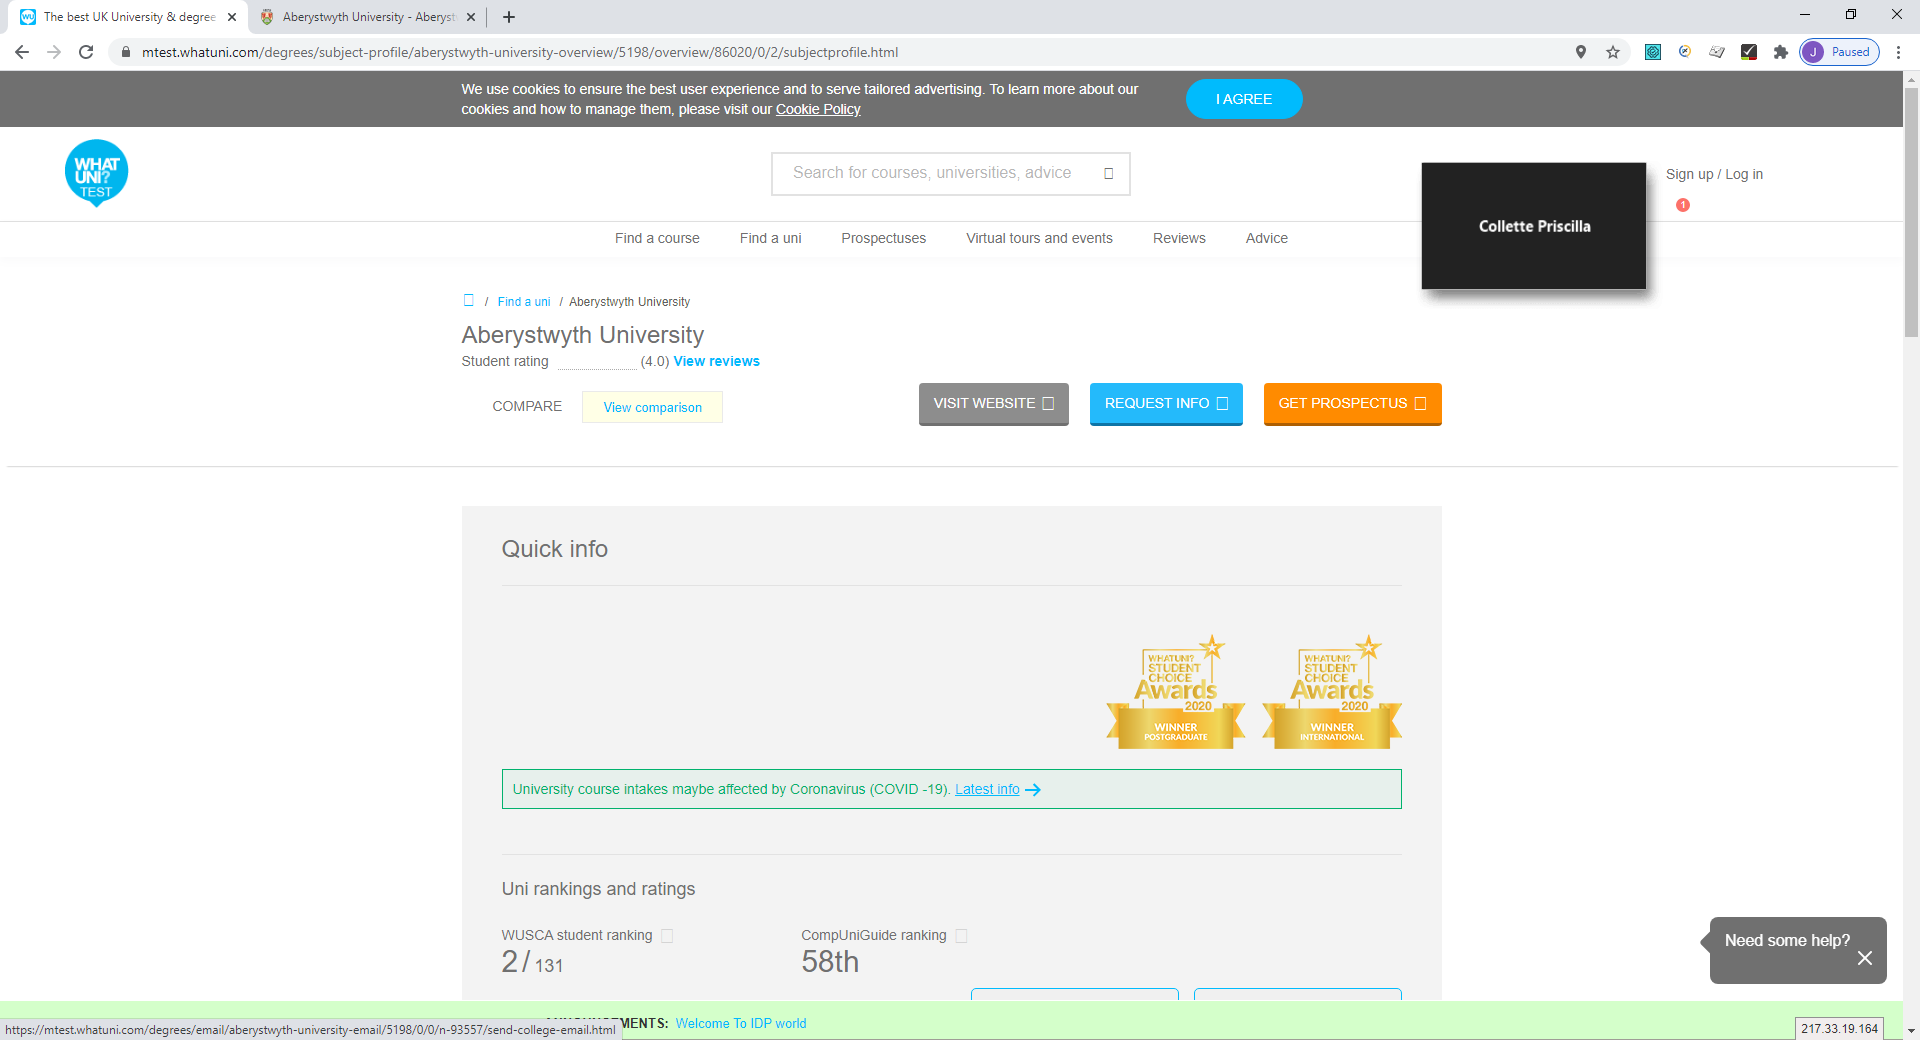 The best UK University & degree
Aberystwyth University - Aberyst
mtest.whatuni.com/degrees/subject-profile/aberystwyth-university-overview/5198/overview/86020/0/2/subjectprofile.html
J Paused
We use cookies to ensure the best user experience and to serve tailored advertising. To learn more about our
cookies and how to manage them, please visit our Cookie Policy
I AGREE
WHAT
UNI?
TEST
Search for courses, universities, advice
Collette Priscilla
Sign up / Log in
1
Find a course
Find a uni
Prospectuses
Virtual tours and events
Reviews
Advice
/ Find a uni / Aberystwyth University
Aberystwyth University
Student rating (4.0) View reviews
COMPARE
View comparison
VISIT WEBSITE
REQUEST INFO
GET PROSPECTUS
Quick info
WHATUNI?
STUDENT
CHOICE
Awards
2020
WINNER
POSTGRADUATE
WHATUNI?
STUDENT
CHOICE
Awards
2020
WINNER
INTERNATIONAL
University course intakes maybe affected by Coronavirus (COVID -19). Latest info
Uni rankings and ratings
WUSCA student ranking
2 / 131
CompUniGuide ranking
58th
Need some help?
Welcome To IDP world
https://mtest.whatuni.com/degrees/email/aberystwyth-university-email/5198/0/0/n-93557/send-college-email.html
217.33.19.164